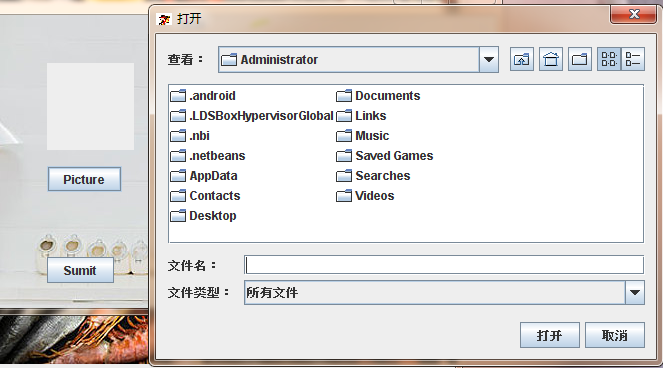 打开
查看： Administrator
.android
.LDSBoxHypervisorGlobal
.nbi
.netbeans
AppData
Contacts
Desktop
Documents
Links
Music
Saved Games
Searches
Videos
文件名：
文件类型： 所有文件
打开 取消
Picture
Sumit